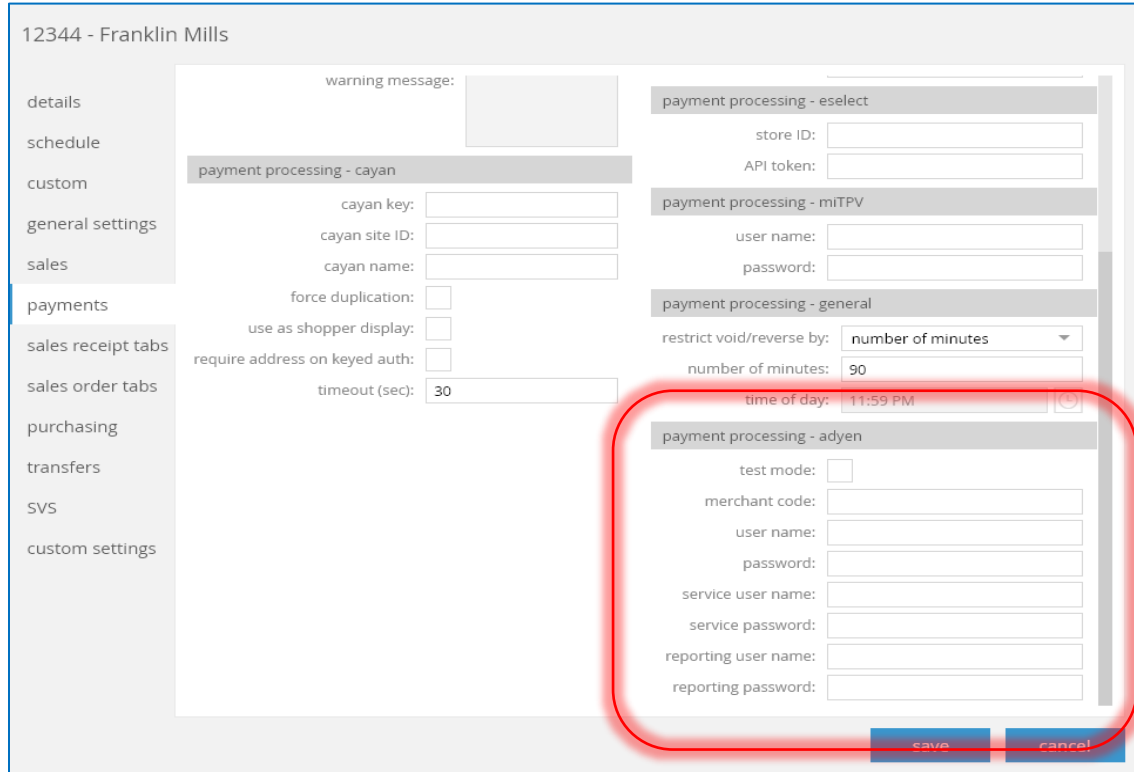 12344 - Franklin Mills
details
schedule
custom
general settings
sales
payments
sales receipt tabs
sales order tabs
purchasing
transfers
SVS
custom settings
warning message:
payment processing - cayan
cayan key:
cayan site ID:
cayan name:
force duplication:
use as shopper display:
require address on keyed auth:
timeout (sec): 30
payment processing - eselect
store ID:
API token:
payment processing - miTPV
user name:
password:
payment processing - general
restrict void/reverse by: number of minutes
number of minutes: 90
time of day: 11:59 PM
payment processing - adyen
test mode:
merchant code:
user name:
password:
service user name:
service password:
reporting user name:
reporting password:
save cancel